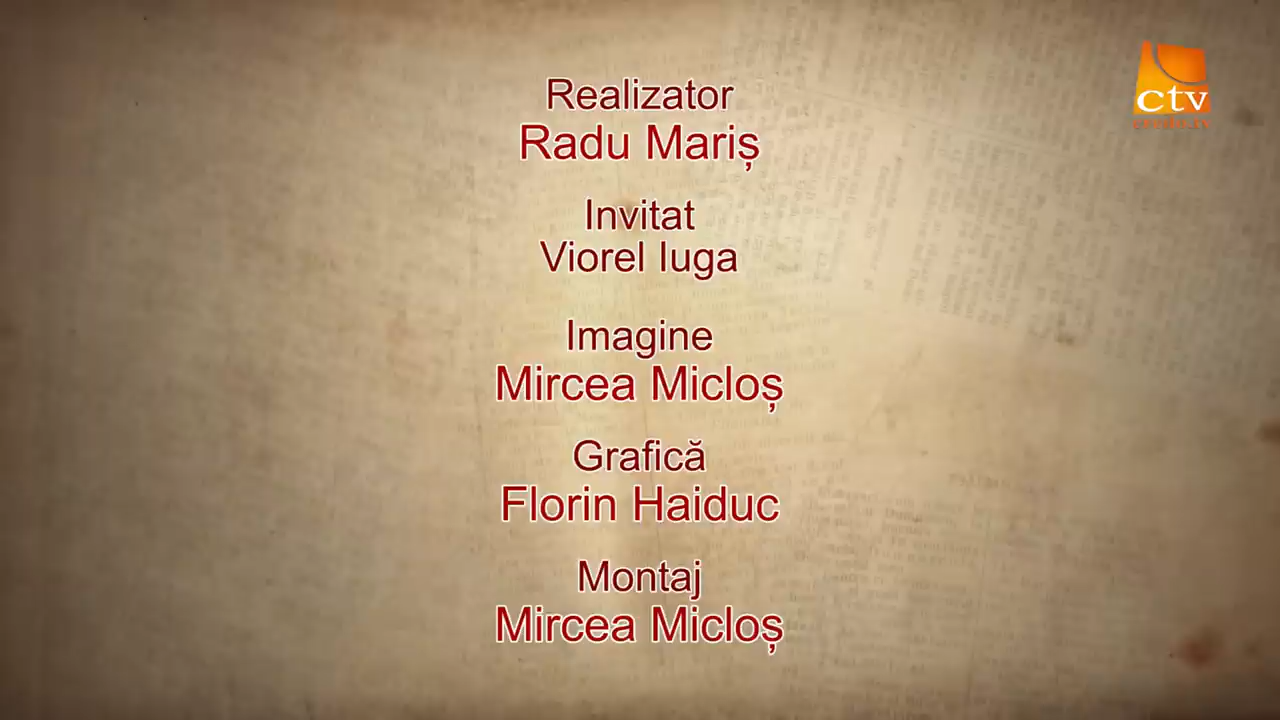 Realizator
Radu Mariș
Invitat
Viorel Iuga
Imagine
Mircea Micloș
Grafică
Florin Haiduc
Montaj
Mircea Micloș
ctv